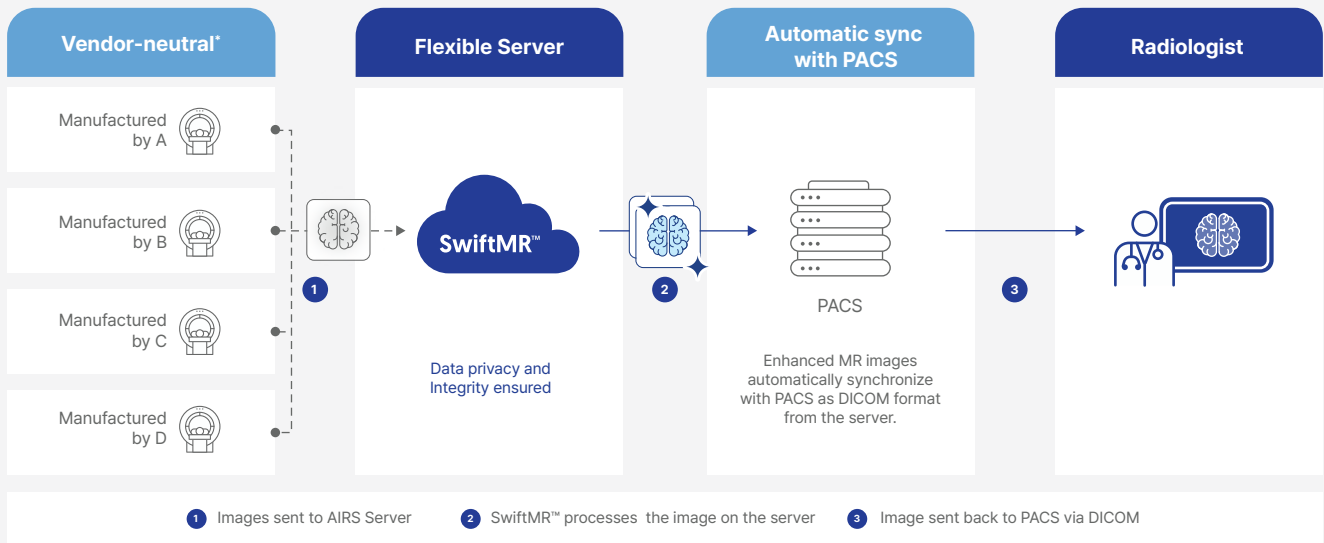 Vendor-neutral*
Flexible Server
Automatic sync
with PACS
Radiologist
Manufactured
by A
Manufactured
by B
Manufactured
by C
Manufactured
by D
1
SwiftMR™
Data privacy and
Integrity ensured
2
PACS
Enhanced MR images
automatically synchronize
with PACS as DICOM format
from the server.
3
1 Images sent to AIRS Server
2 SwiftMR™ processes the image on the server
3 Image sent back to PACS via DICOM